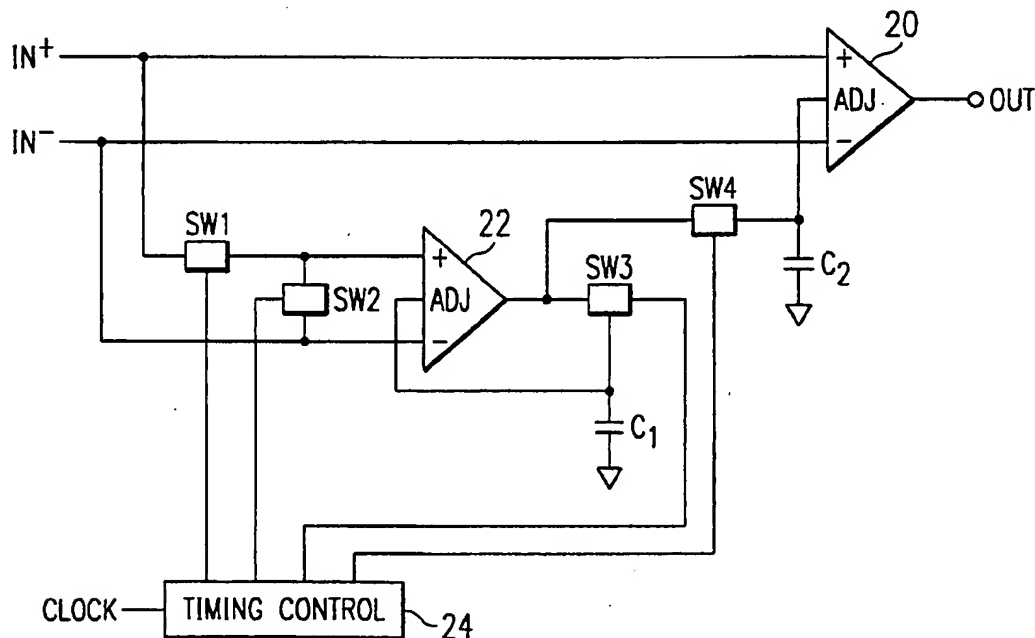 20
IN+
+
ADJ
OUT
IN-
-
SW4
SW1
22
C2
+
SW3
SW2
ADJ
-
C1
CLOCK
TIMING CONTROL
24